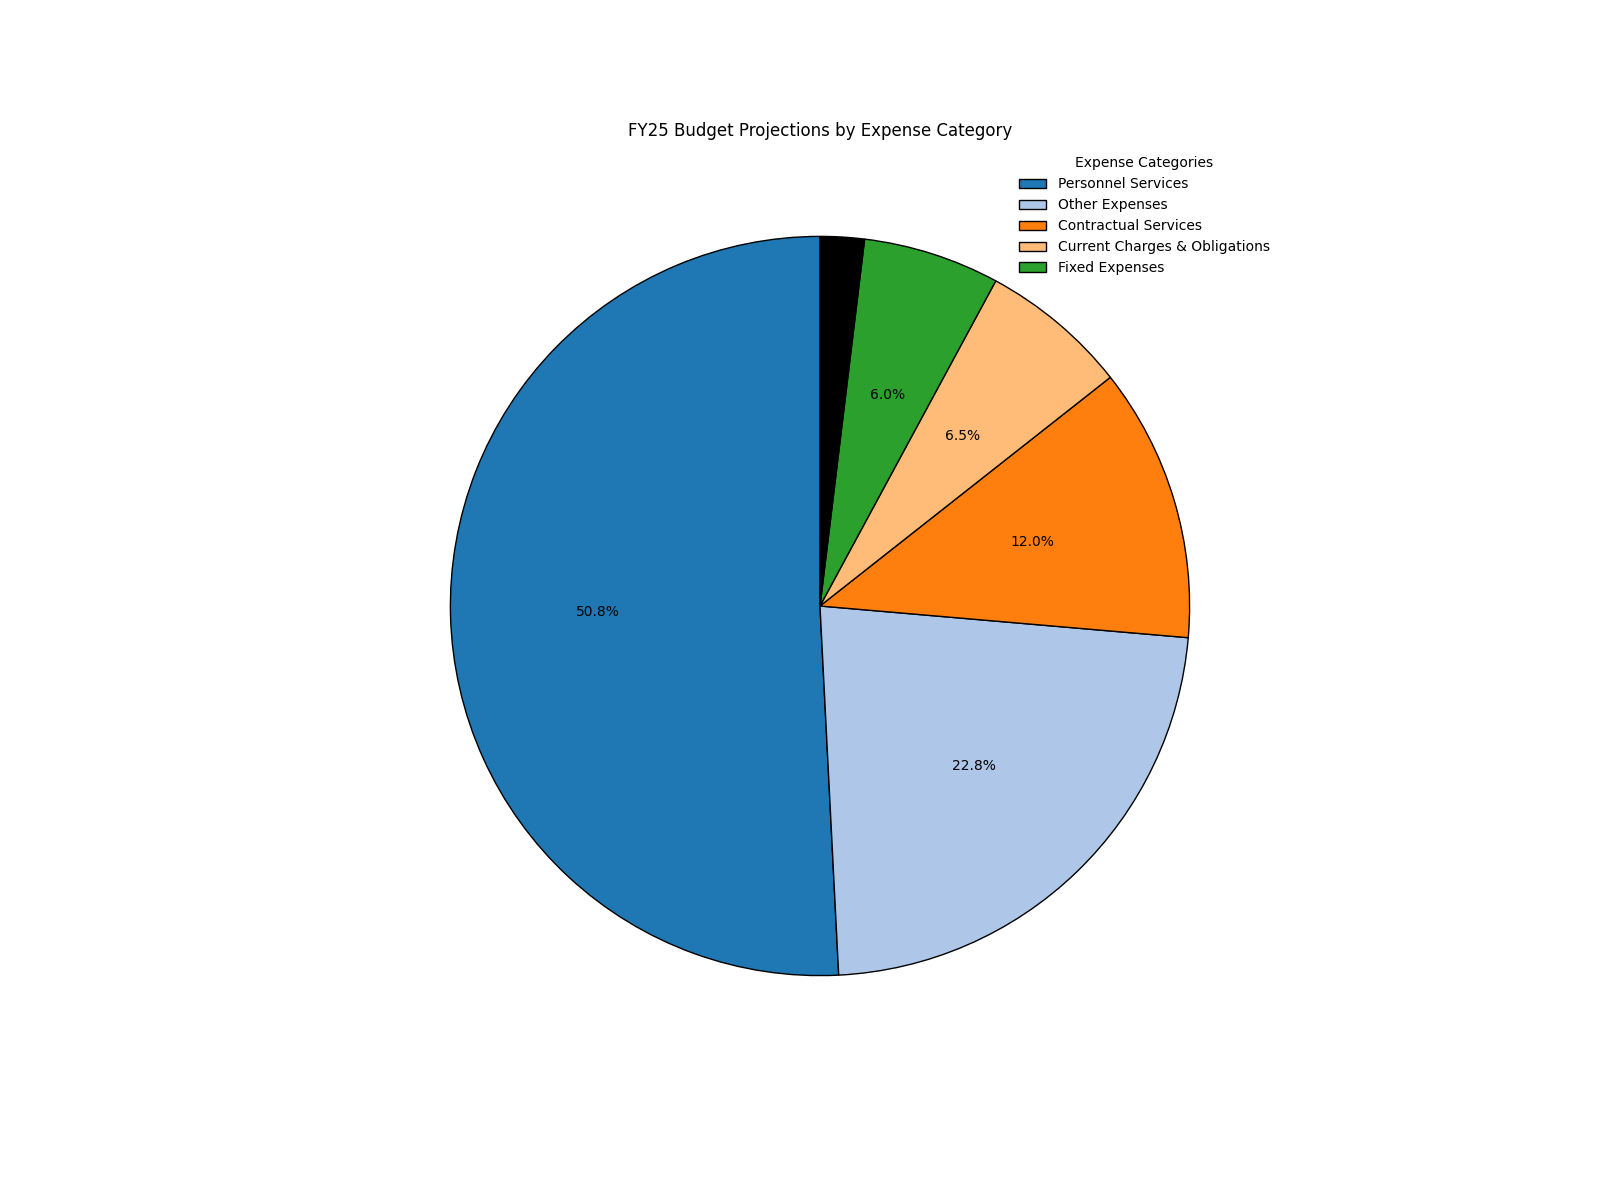 FY25 Budget Projections by Expense Category
Expense Categories
Personnel Services
Other Expenses
Contractual Services
Current Charges & Obligations
Fixed Expenses
6.0%
6.5%
12.0%
50.8%
22.8%